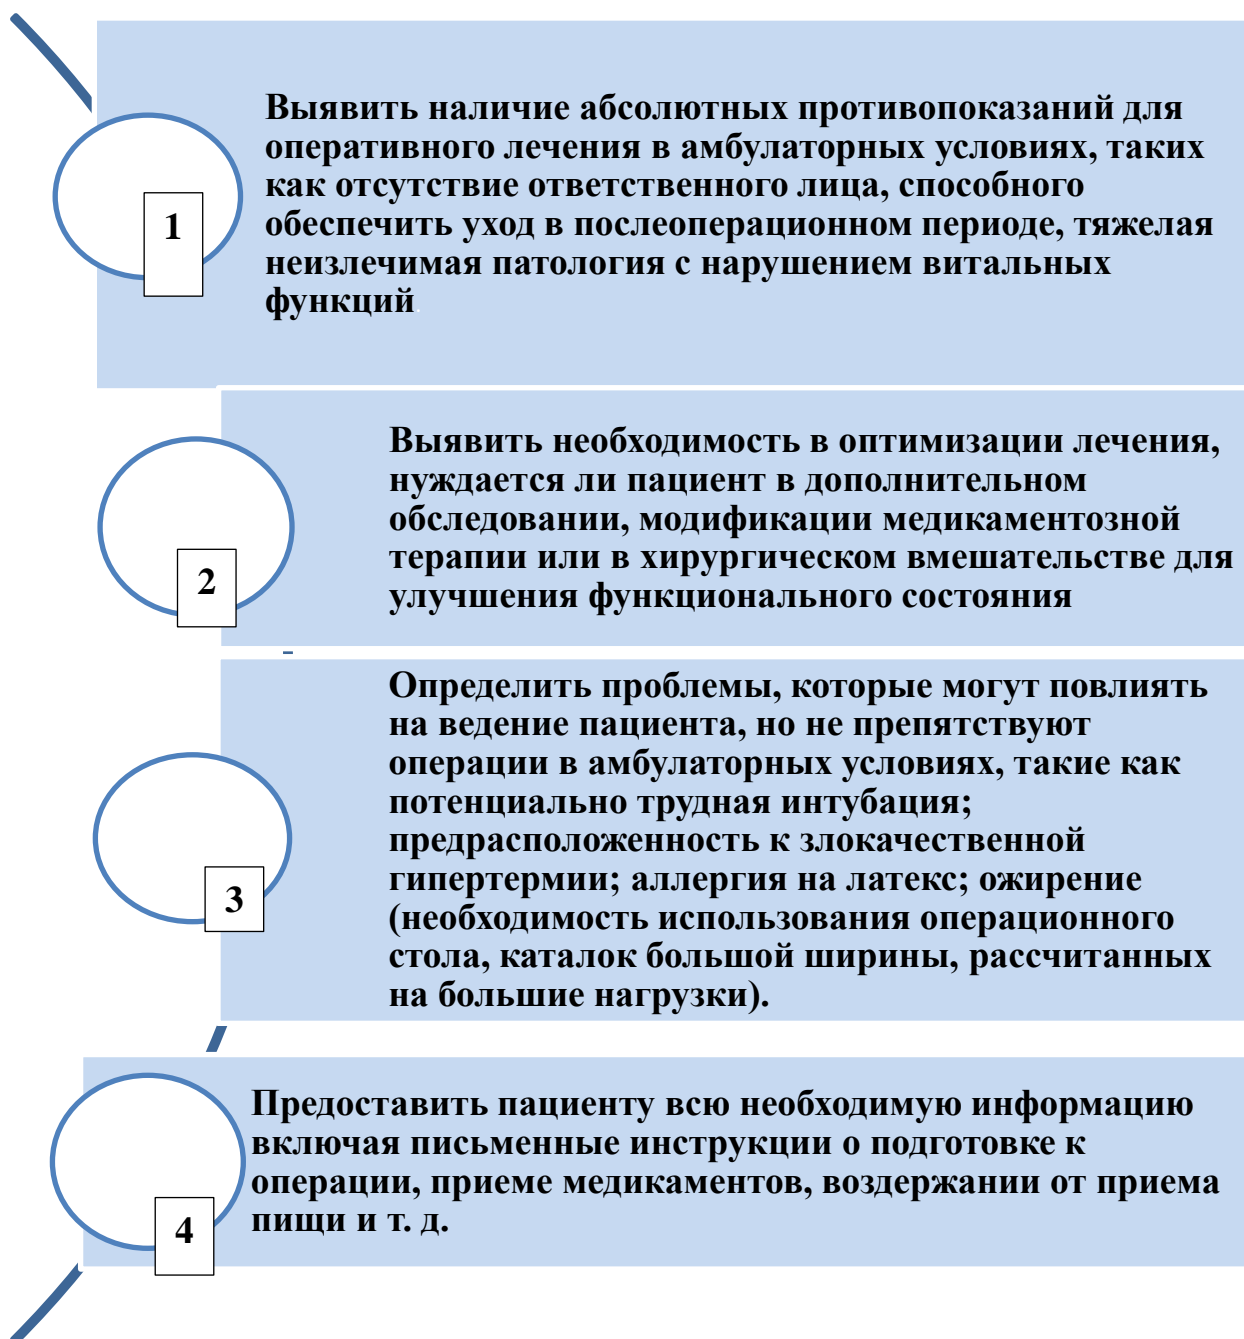 1
Выявить наличие абсолютных противопоказаний для
оперативного лечения в амбулаторных условиях, таких
как отсутствие ответственного лица, способного
обеспечить уход в послеоперационном периоде, тяжелая
неизлечимая патология с нарушением витальных
функций.
2
Выявить необходимость в оптимизации лечения,
нуждается ли пациент в дополнительном
обследовании, модификации медикаментозной
терапии или в хирургическом вмешательстве для
улучшения функционального состояния
3
Определить проблемы, которые могут повлиять
на ведение пациента, но не препятствуют
операции в амбулаторных условиях, такие как
потенциально трудная интубация;
предрасположенность к злокачественной
гипертермии; аллергия на латекс; ожирение
(необходимость использования операционного
стола, каталок большой ширины, рассчитанных
на большие нагрузки).
4
Предоставить пациенту всю необходимую информацию
включая письменные инструкции о подготовке к
операции, приеме медикаментов, воздержании от приема
пищи и т. д.